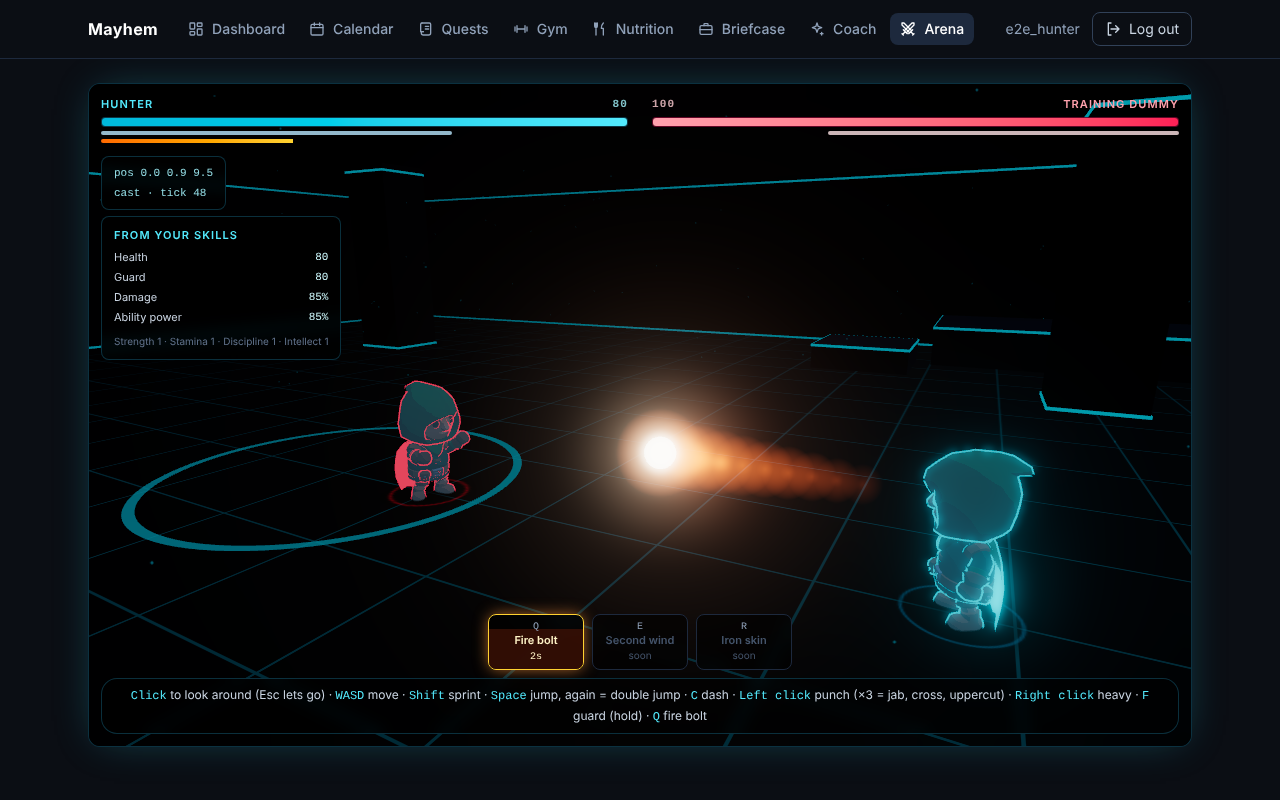 Mayhem
Dashboard
Calendar
Quests
Gym
Nutrition
Briefcase
Coach
Arena
e2e_hunter
Log out
HUNTER
80
100
TRAINING DUMMY
pos 0.0 0.9 9.5
cast · tick 48
FROM YOUR SKILLS
Health 80
Guard 80
Damage 85%
Ability power 85%
Strength 1 · Stamina 1 · Discipline 1 · Intellect 1
Q
Fire bolt
2s
E
Second wind
soon
R
Iron skin
soon
Click to look around (Esc lets go) · WASD move · Shift sprint · Space jump, again = double jump · C dash · Left click punch (×3 = jab, cross, uppercut) · Right click heavy · F
guard (hold) · Q fire bolt